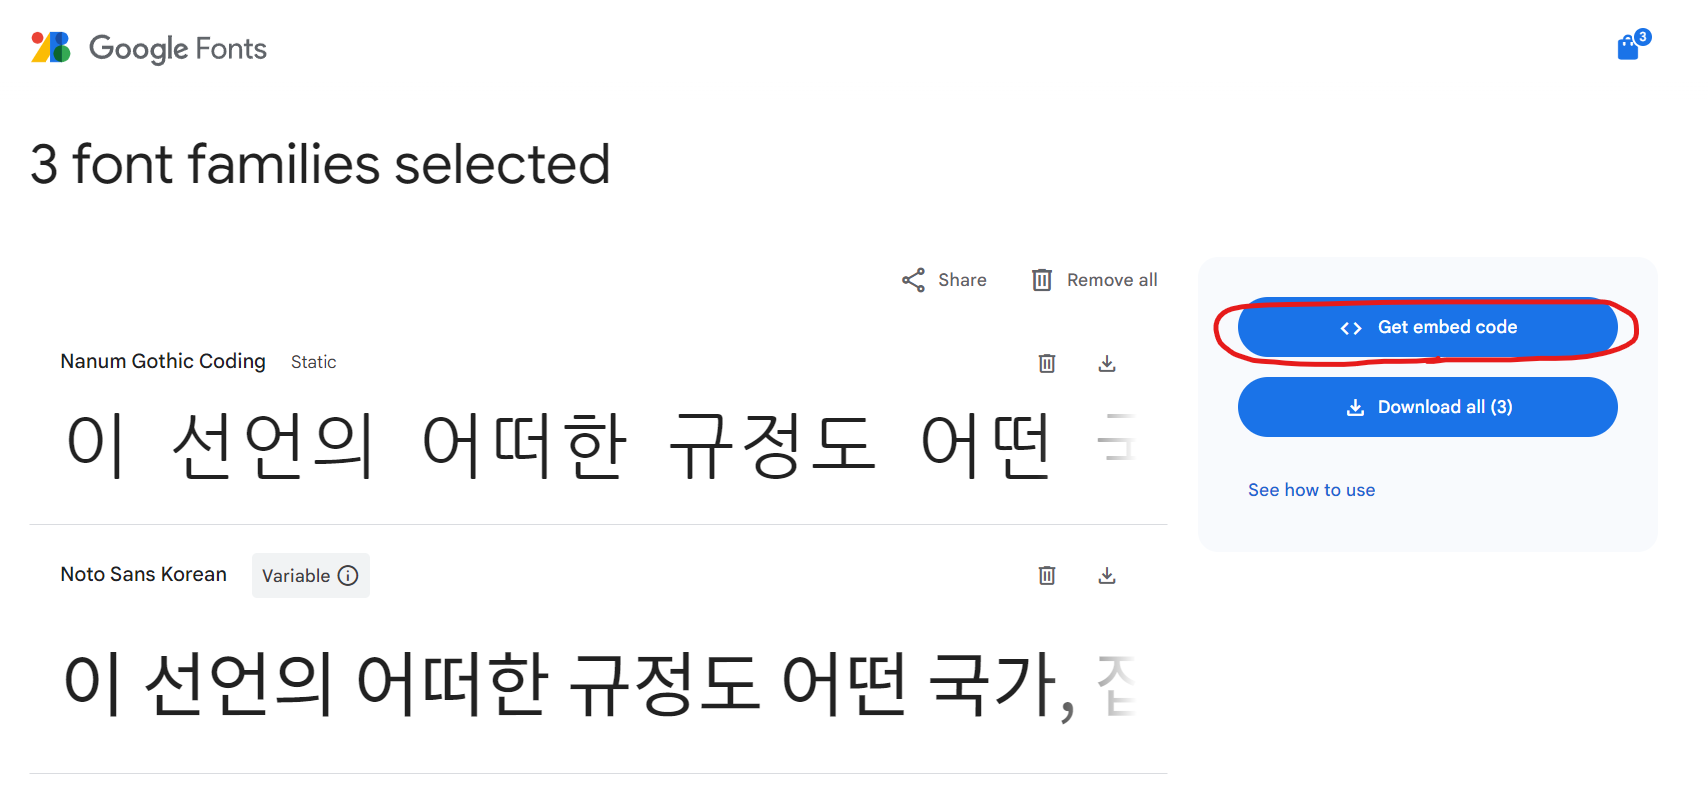 Google Fonts
3
3 font families selected
Share
Remove all
Get embed code
Download all (3)
See how to use
Nanum Gothic Coding Static
이 선언의 어떠한 규정도 어떤
Noto Sans Korean Variable
이 선언의 어떠한 규정도 어떤 국가,